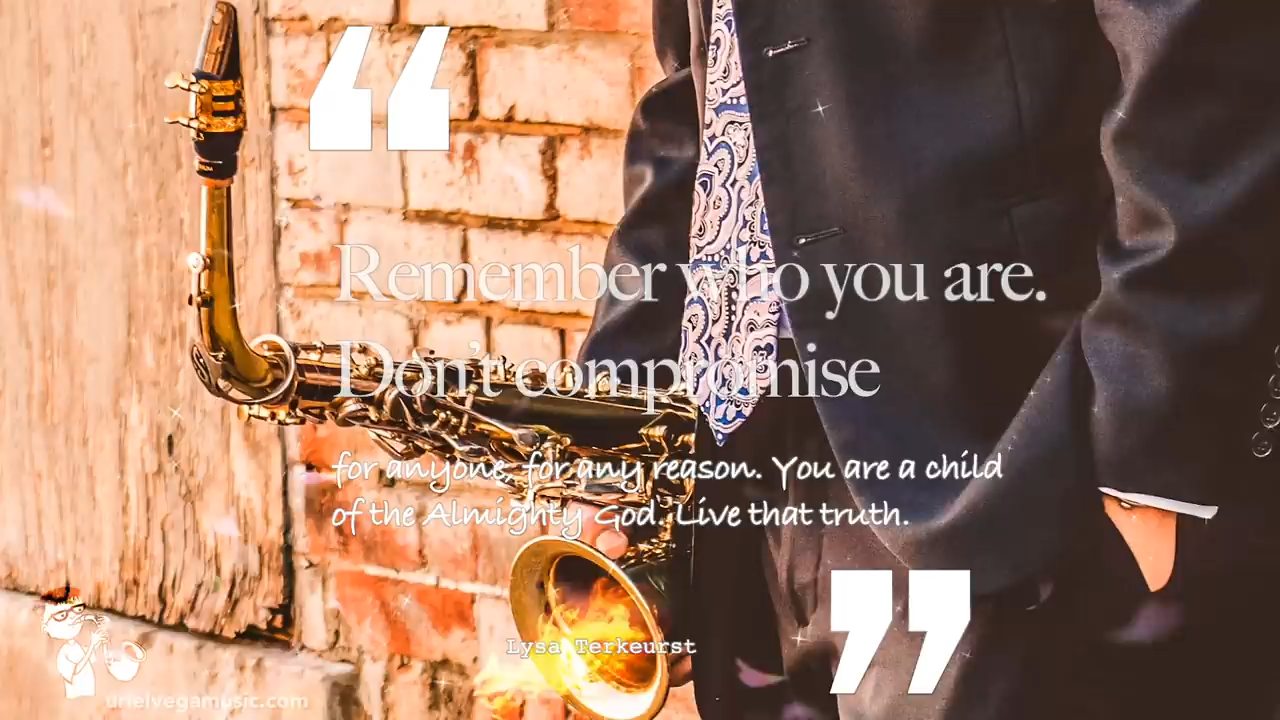 “
Remember who you are.
Don't compromise
for anyone, for any reason. You are a child
of the Almighty God. Live that truth.
”
Lysa Terkeurst
urielvegamusic.com